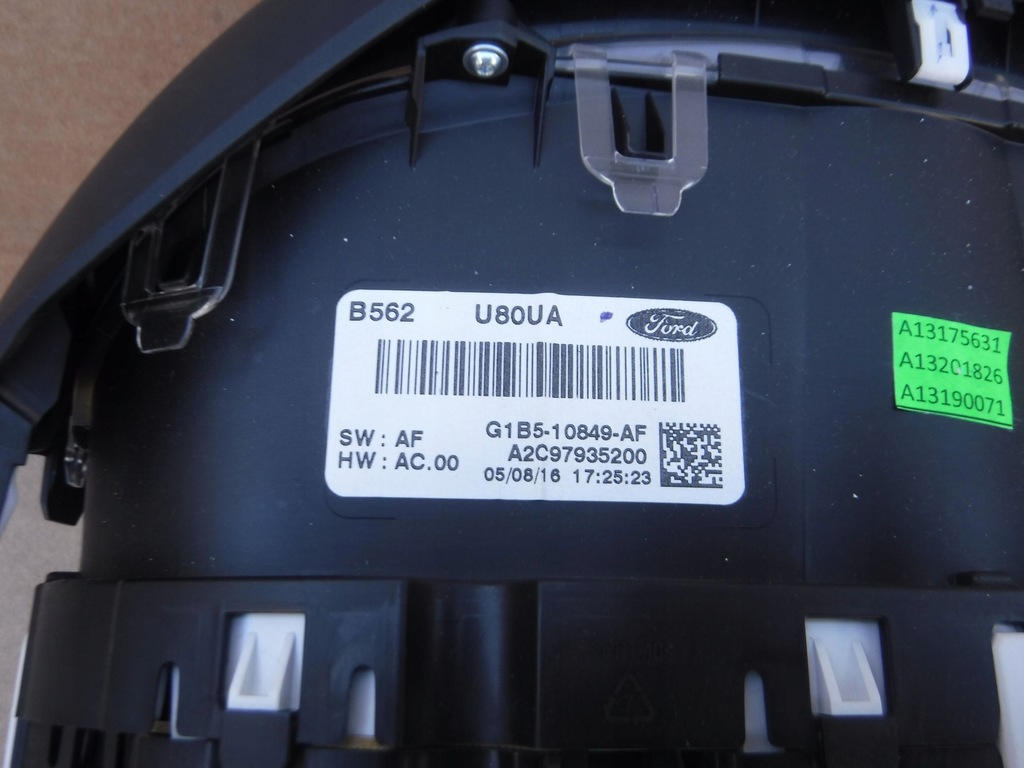 B562 U80UA Ford
SW : AF
HW : AC.00
G1B5-10849-AF
A2C97935200
05/08/16 17:25:23
A13175631
A13201826
A13190071